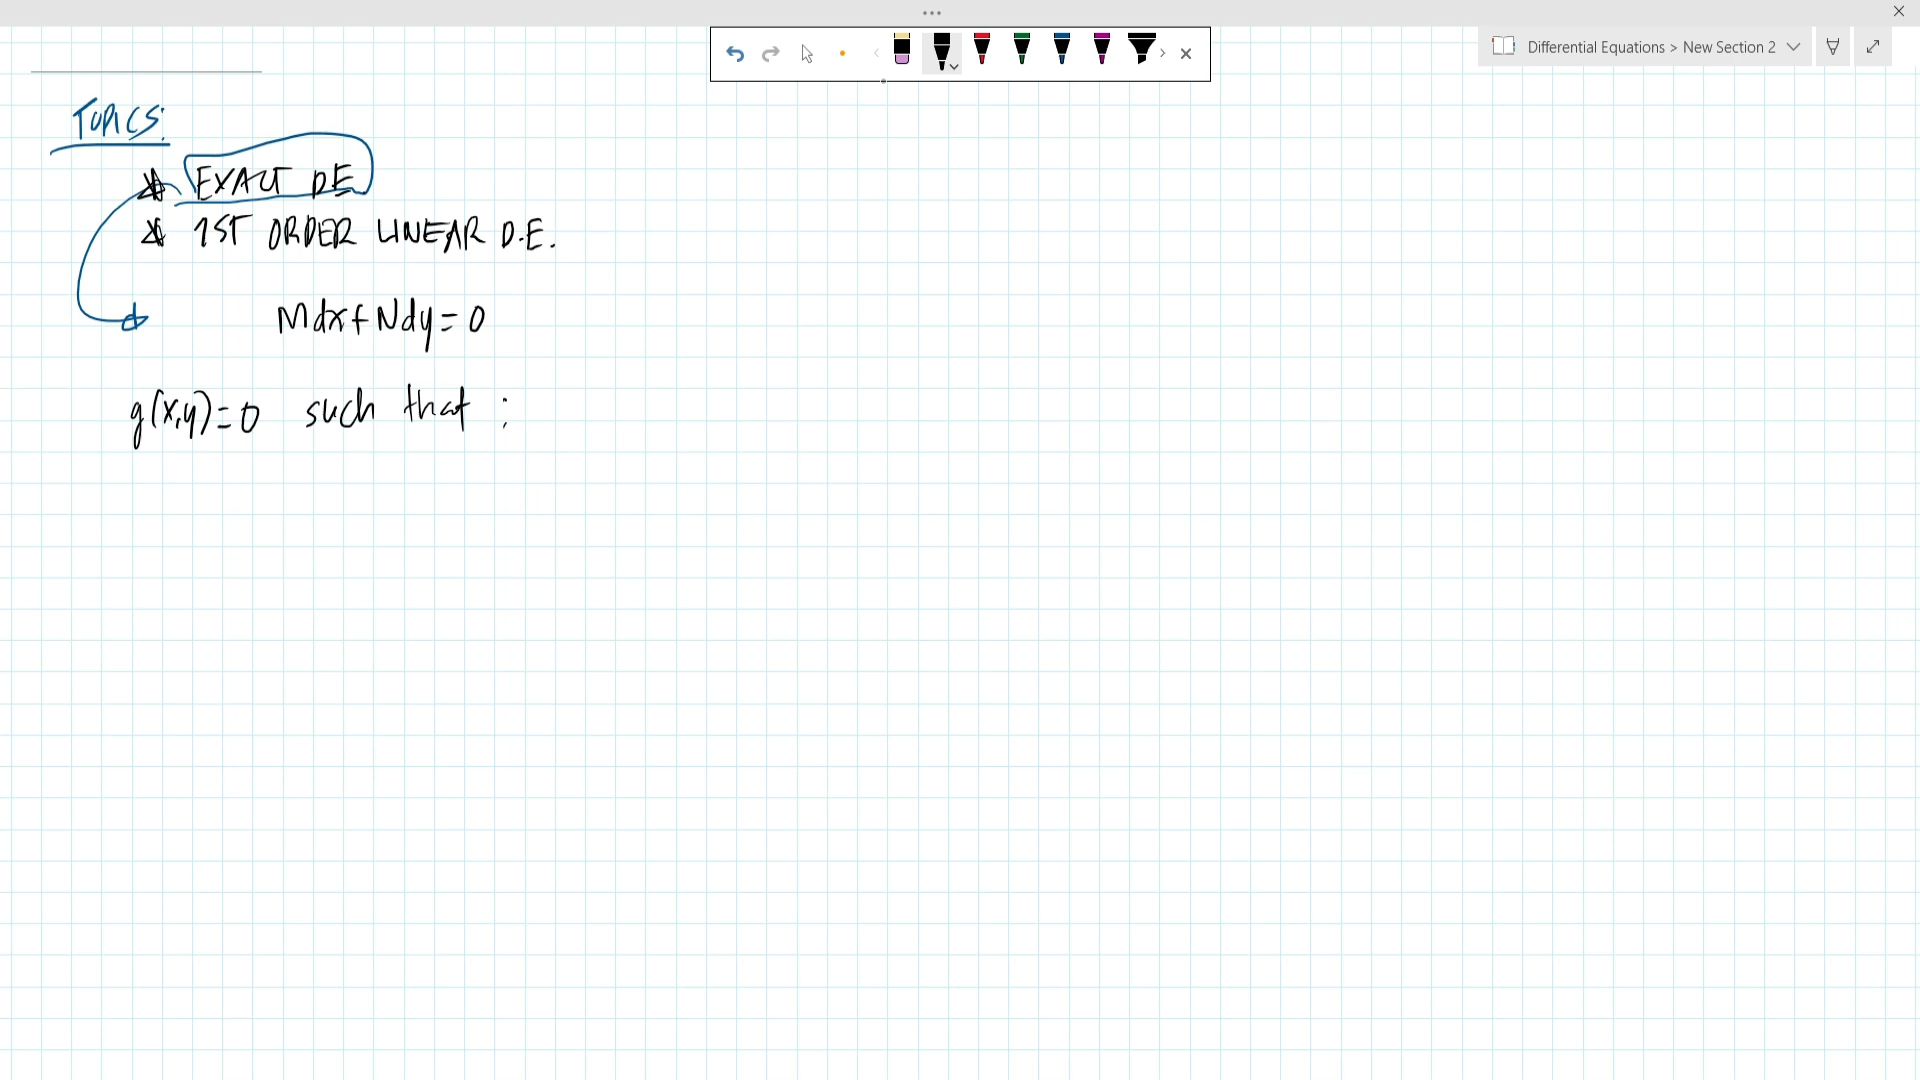 Differential Equations > New Section 2
TOPICS:
EXACT DE
1ST ORDER LINEAR D.E.
Mdx+Ndy=0
g(x,y)=0 such that :